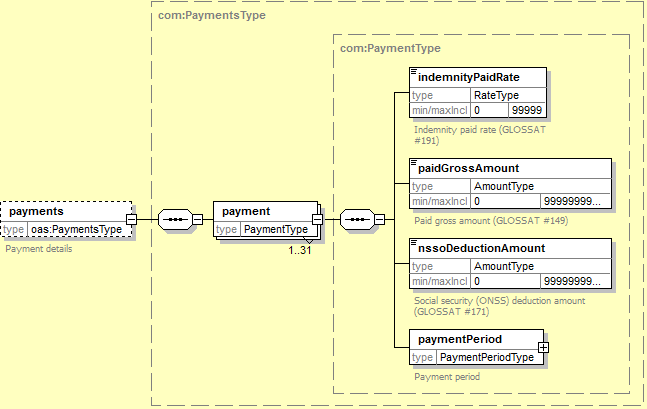 com:PaymentsType
com:PaymentType
indemnityPaidRate
type RateType
min/maxIncl 0 99999
Indemnity paid rate (GLOSSAT
#191)
paidGrossAmount
type AmountType
min/maxIncl 0 99999999...
Paid gross amount (GLOSSAT #149)
payments
type oas:PaymentsType
Payment details
payment
type PaymentType
1..31
nssoDeductionAmount
type AmountType
min/maxIncl 0 99999999...
Social security (ONSS) deduction amount
(GLOSSAT #171)
paymentPeriod
type PaymentPeriodType
Payment period